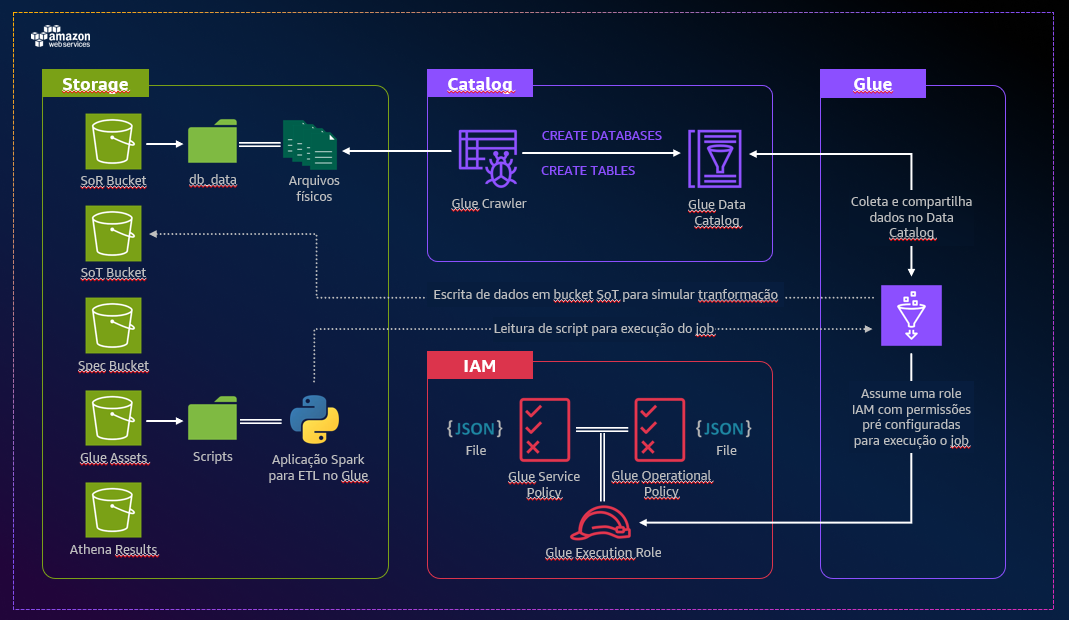 amazon
web services
Storage
SoR Bucket
db_data
Arquivos
físicos
SoT Bucket
Spec Bucket
Glue Assets
Scripts
Aplicação Spark
para ETL no Glue
Athena Results
Catalog
Glue Crawler
CREATE DATABASES
CREATE TABLES
Glue Data
Catalog
Escrita de dados em bucket SoT para simular tranformação
Leitura de script para execução do job
IAM
{JSON}
File
Glue Service
Policy
Glue Operational
Policy
{JSON}
File
Glue Execution Role
Glue
Coleta e compartilha
dados no Data
Catalog
Assume uma role
IAM com permissões
pré configuradas
para execução o job